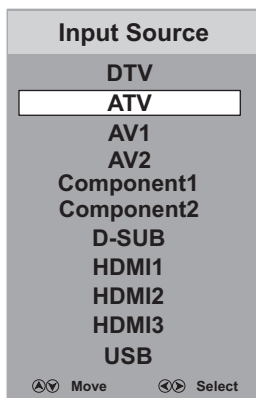 Input Source
DTV
ATV
AV1
AV2
Component1
Component2
D-SUB
HDMI1
HDMI2
HDMI3
USB
Move Select